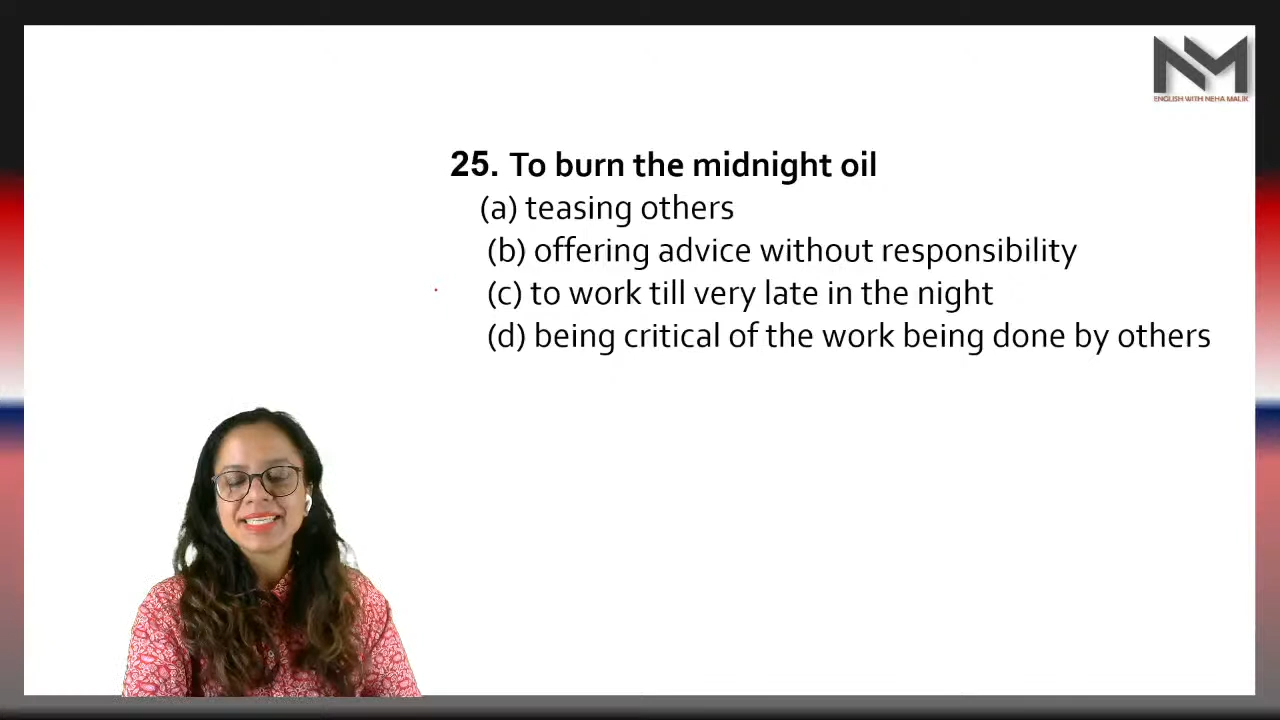 NM
ENGLISH WITH NEHA MALIK
25. To burn the midnight oil
(a) teasing others
(b) offering advice without responsibility
(c) to work till very late in the night
(d) being critical of the work being done by others